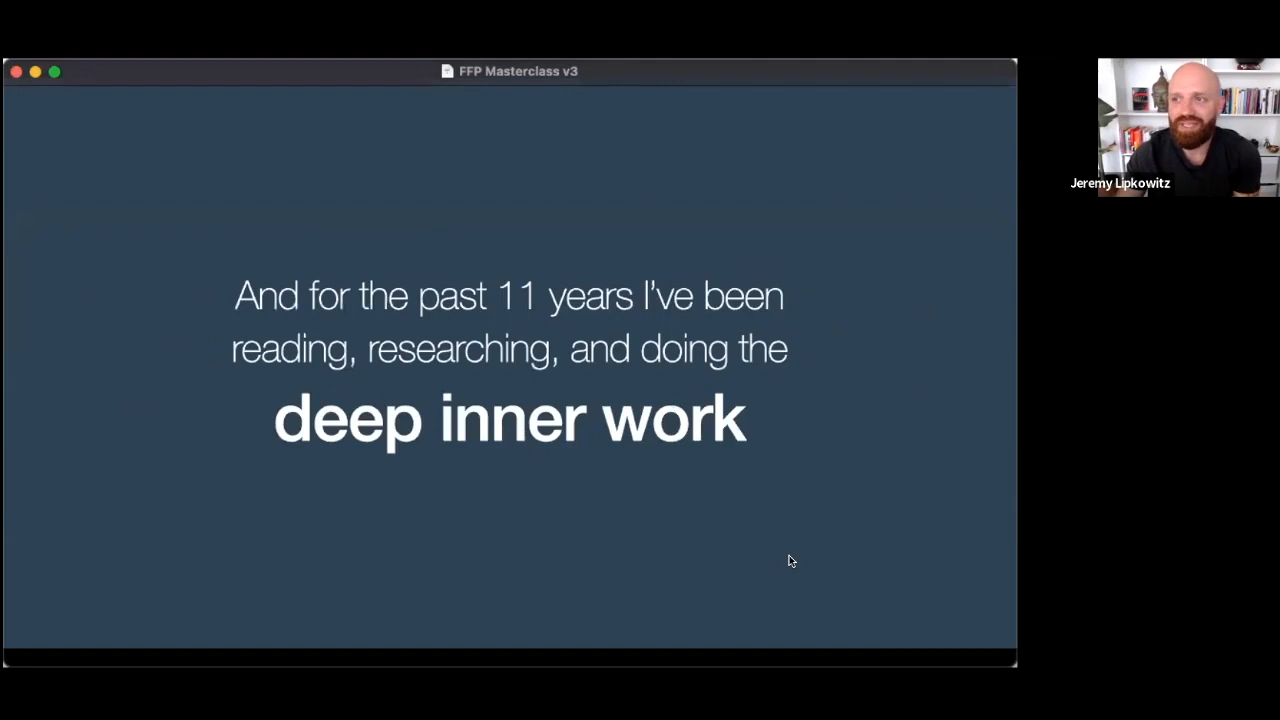 FFP Masterclass v3
And for the past 11 years I've been
reading, researching, and doing the
deep inner work
Jeremy Lipkowitz